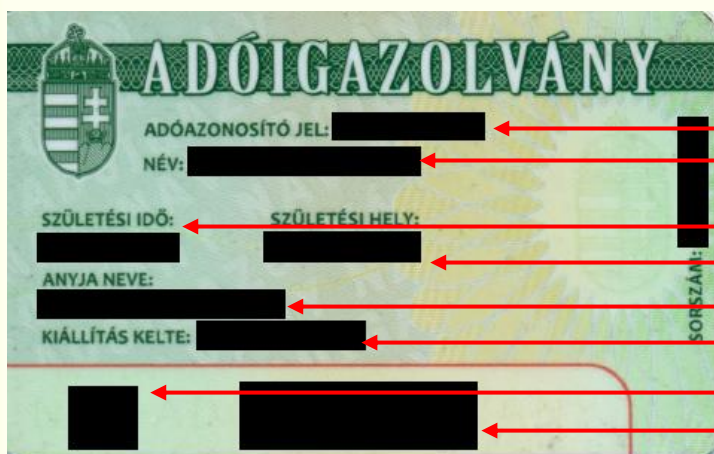 ADÓIGAZOLVÁNY
ADÓAZONOSÍTÓ JEL:
NÉV:
SZÜLETÉSI IDŐ: SZÜLETÉSI HELY:
ANYJA NEVE:
KIÁLLÍTÁS KELTE:
SORSZÁM: